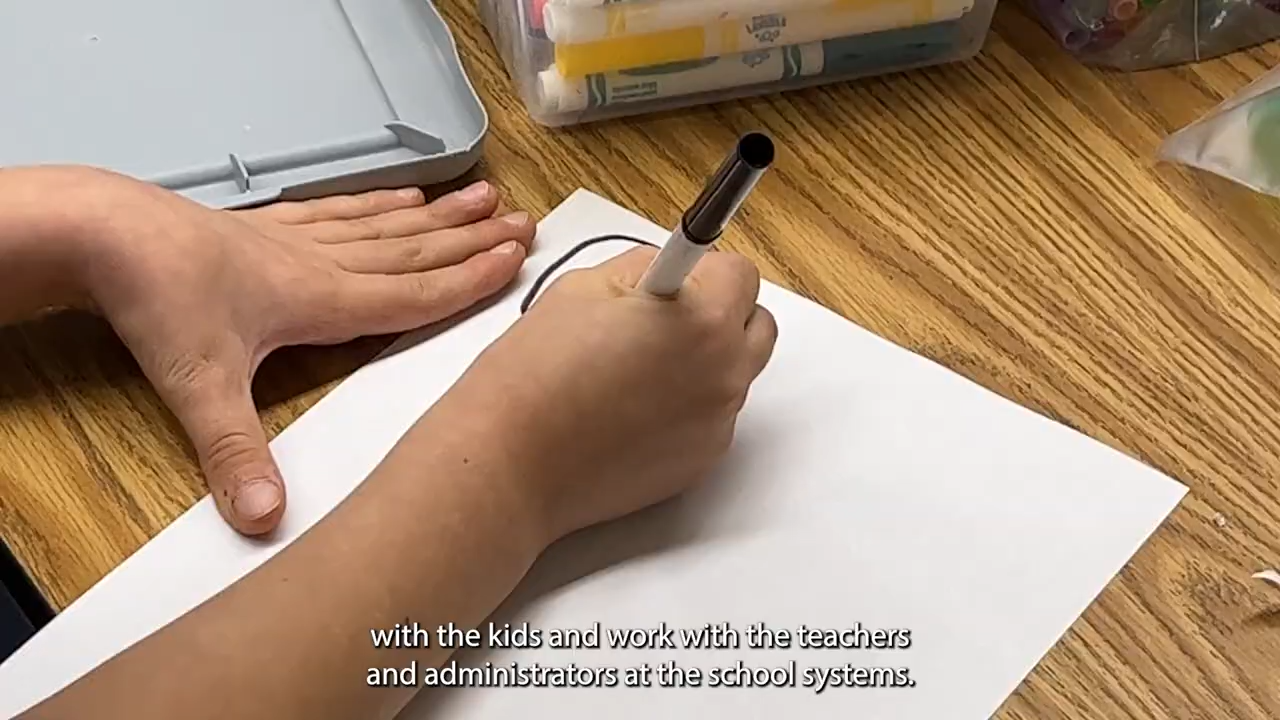 with the kids and work with the teachers
and administrators at the school systems.